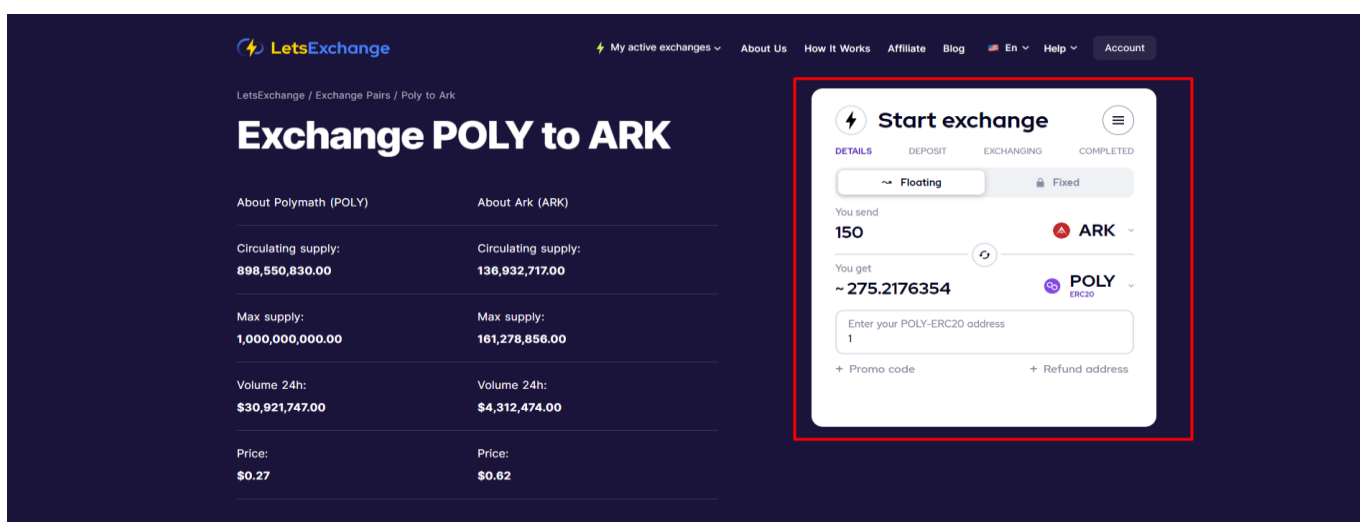 LetsExchange
My active exchanges
About Us
How It Works
Affiliate
Blog
En
Help
Account
LetsExchange / Exchange Pairs / Poly to Ark
Exchange POLY to ARK
About Polymath (POLY)
About Ark (ARK)
Circulating supply:
898,550,830.00
Circulating supply:
136,932,717.00
Max supply:
1,000,000,000.00
Max supply:
161,278,856.00
Volume 24h:
$30,921,747.00
Volume 24h:
$4,312,474.00
Price:
$0.27
Price:
$0.62
Start exchange
DETAILS
DEPOSIT
EXCHANGING
COMPLETED
Floating
Fixed
You send
150
ARK
You get
~ 275.2176354
POLY
ERC20
Enter your POLY-ERC20 address
1
+ Promo code
+ Refund address